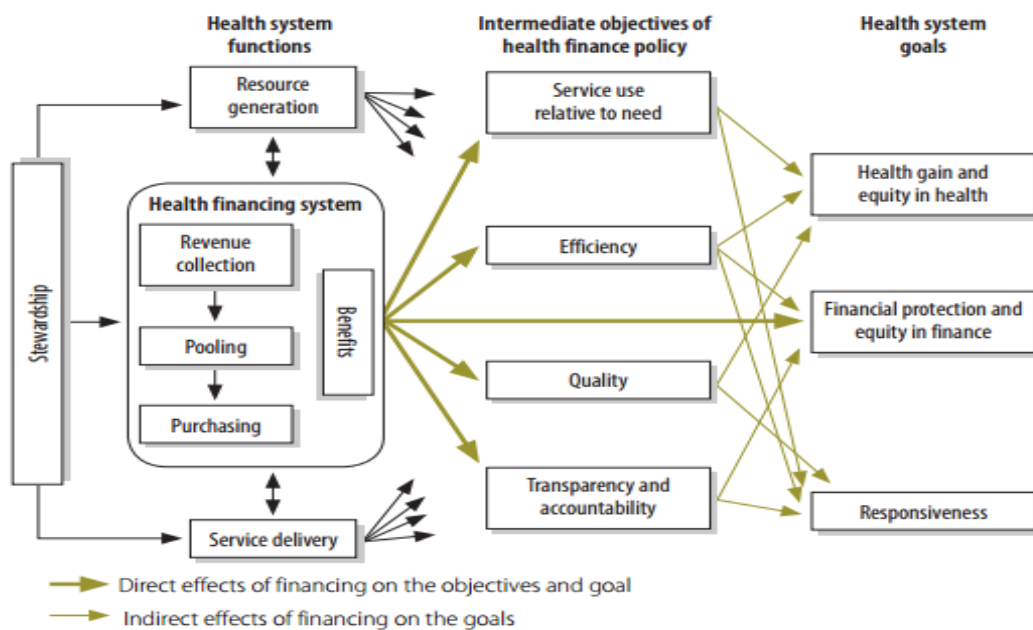 Health system
functions
Intermediate objectives of
health finance policy
Health system
goals
Resource
generation
Service use
relative to need
Stewardship
Health financing system
Revenue
collection
Pooling
Purchasing
Benefits
Efficiency
Quality
Transparency and
accountability
Health gain and
equity in health
Financial protection and
equity in finance
Responsiveness
Service delivery
Direct effects of financing on the objectives and goal
Indirect effects of financing on the goals